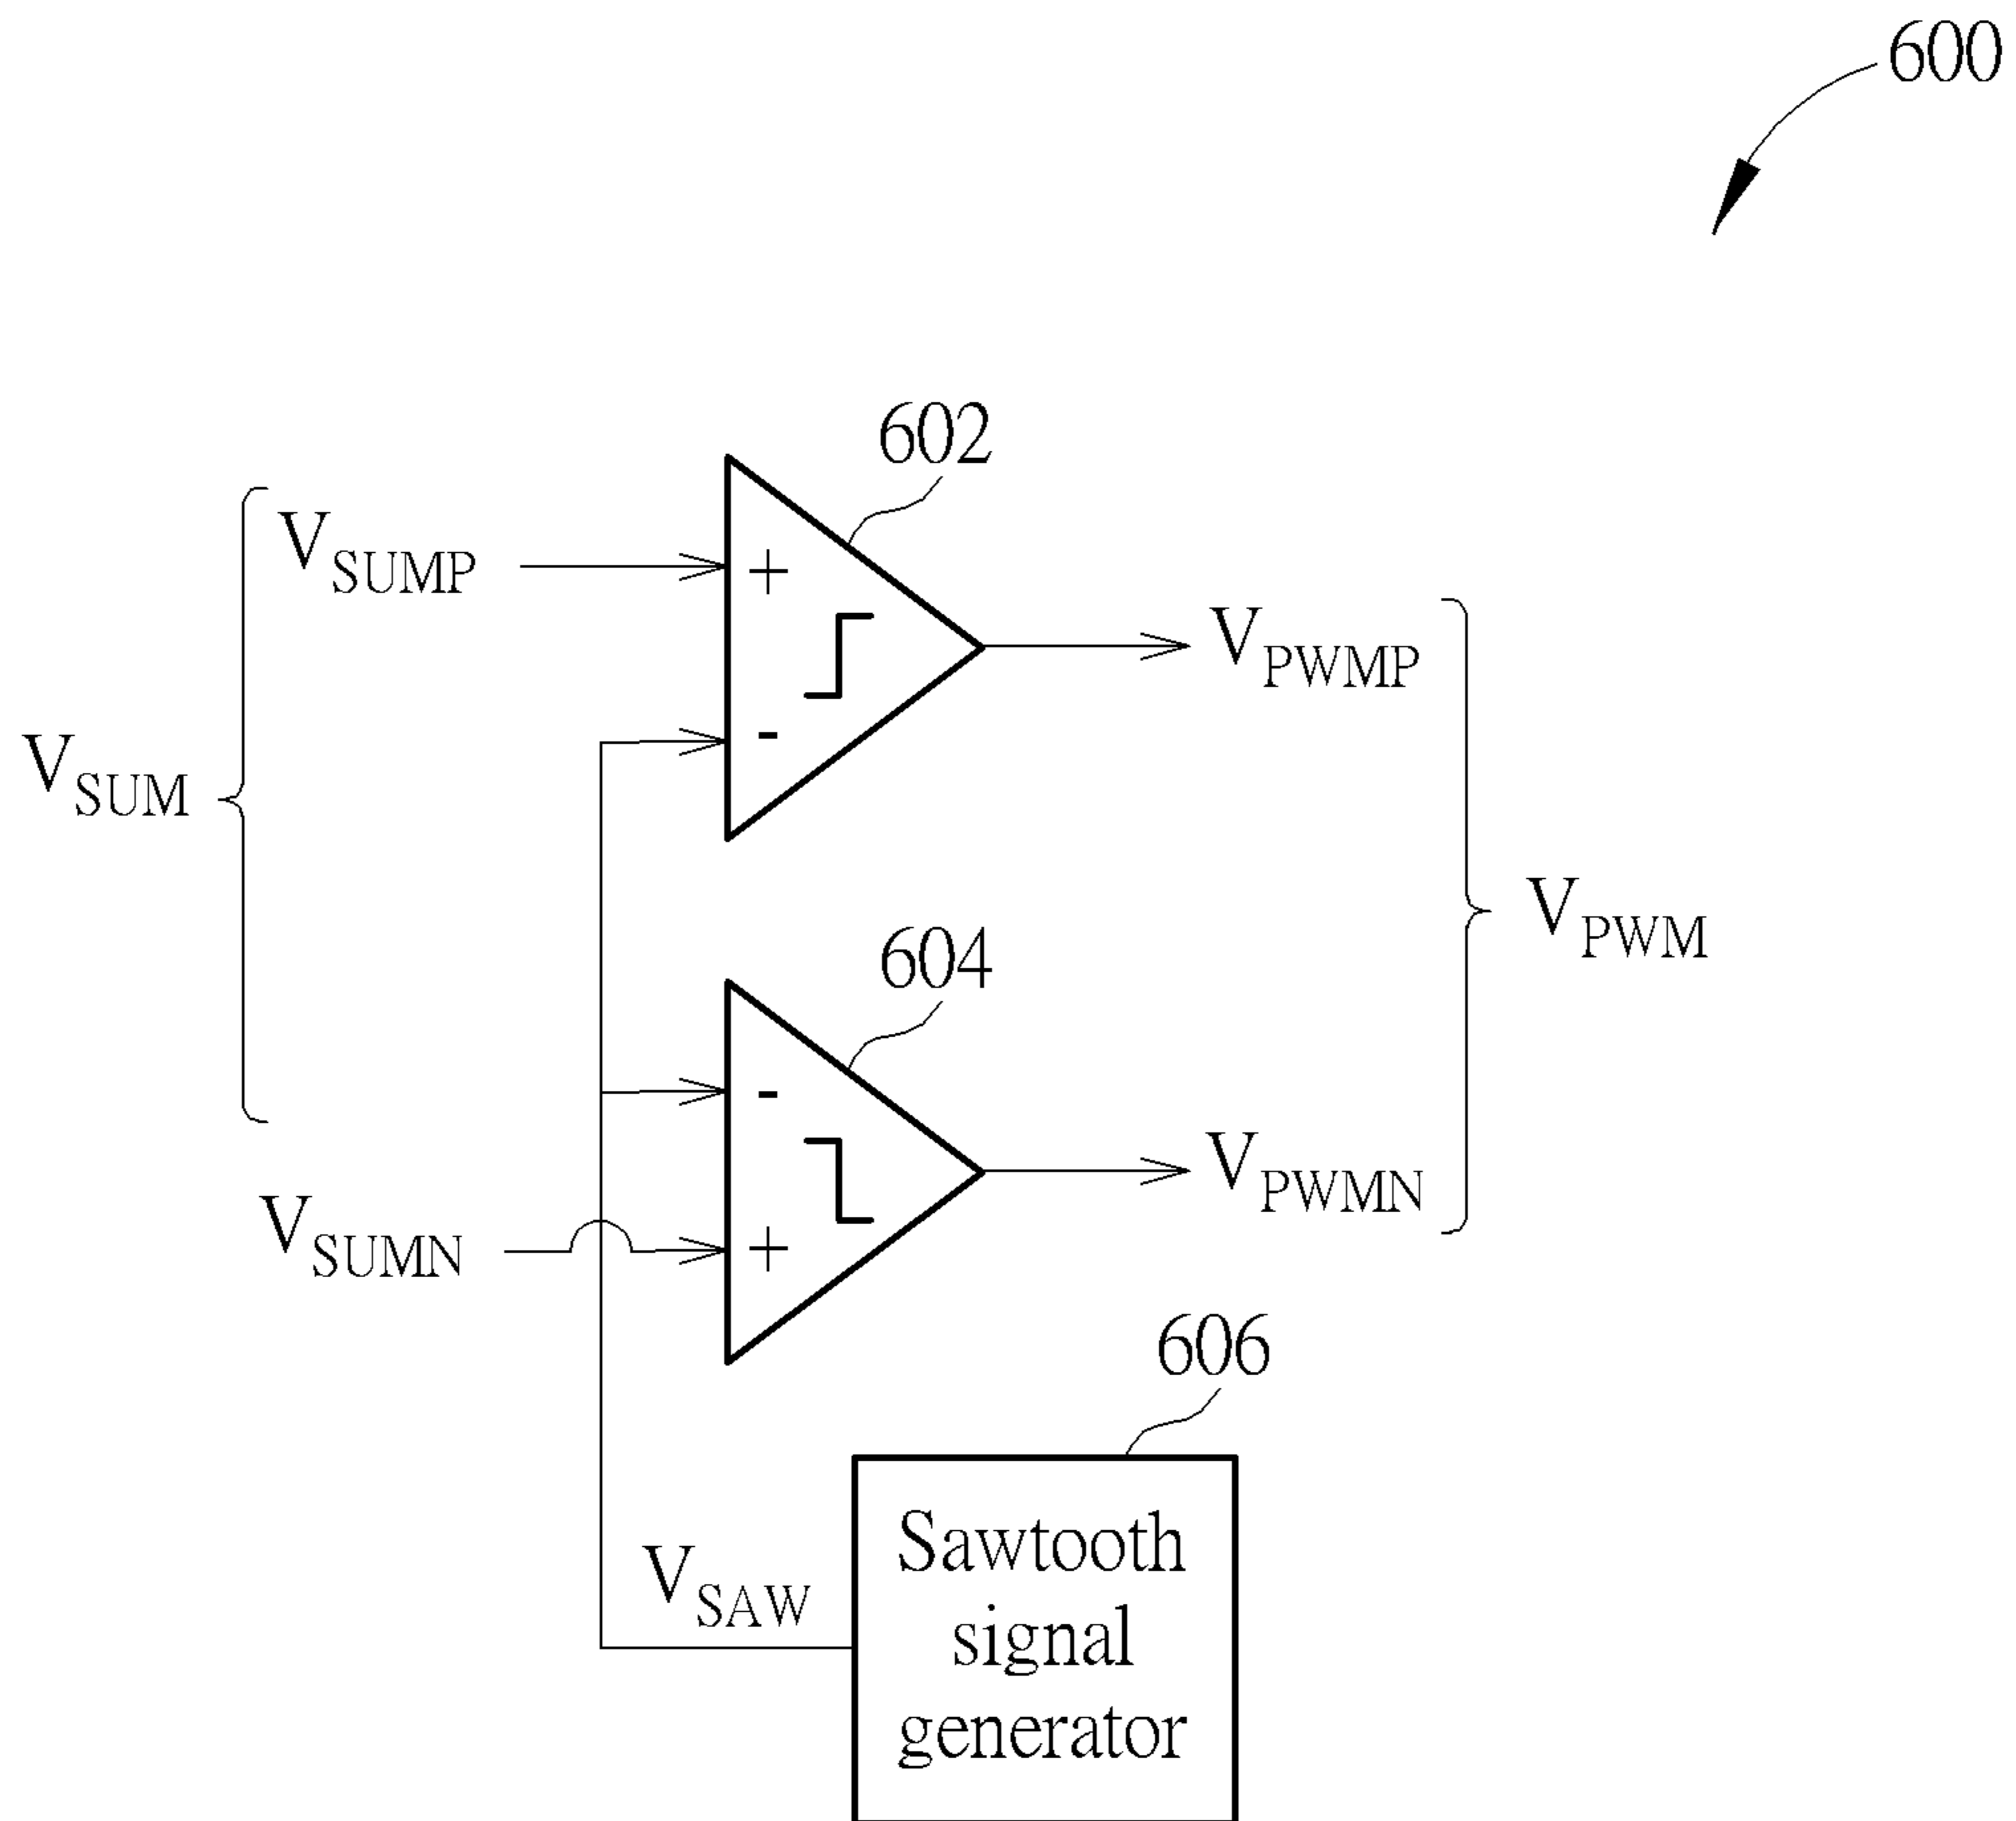 600
602
V_SUMP
+
-
V_PWMP
V_SUM
V_PWM
604
-
+
V_PWMN
V_SUMN
606
V_SAW
Sawtooth
signal
generator